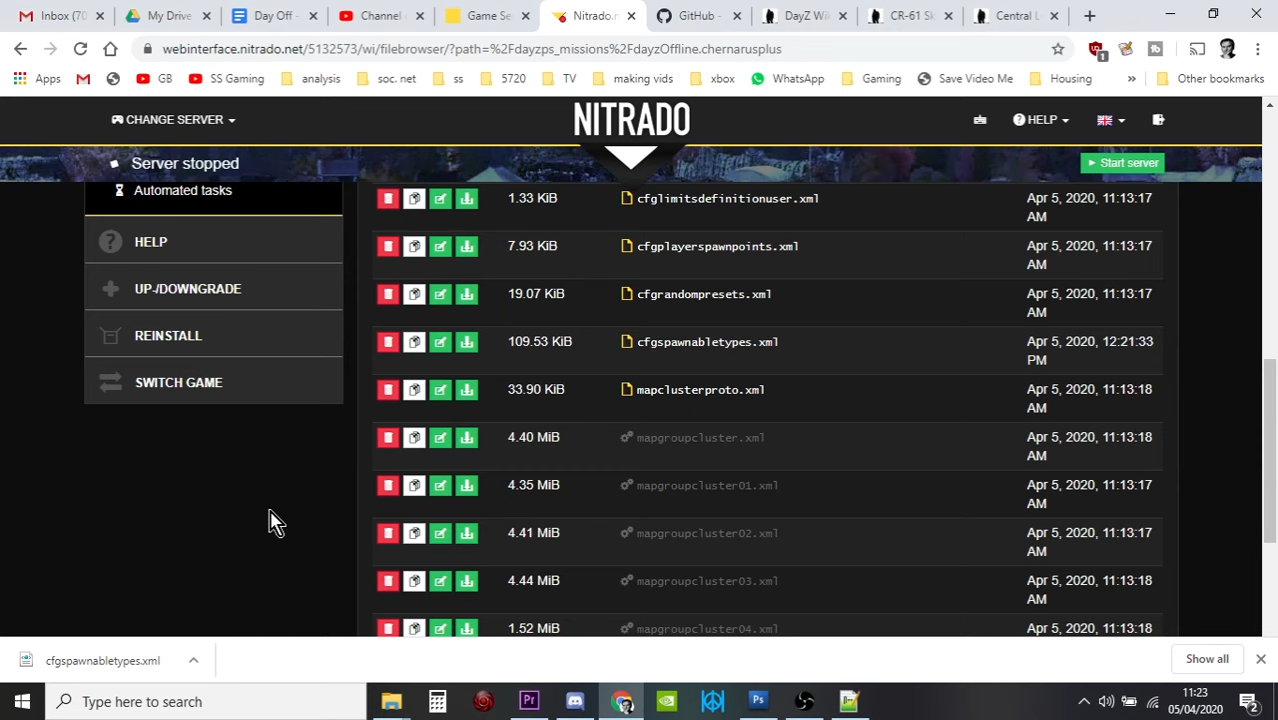 Inbox (70
My Drive
Day Off -
Channel c
Game Se
Nitrado.n
GitHub -
DayZ Wi
CR-61 Sk
Central L
webinterface.nitrado.net/5132573/wi/filebrowser/?path=%2Fdayzps_missions%2FdayzOffline.chernarusplus
1
Apps
GB
SS Gaming
analysis
soc. net
ss
5720
TV
making vids
xbox
WhatsApp
Gaming
Save Video Me
Housing
»
Other bookmarks
CHANGE SERVER
NITRADO
HELP
Server stopped
Start server
Automated tasks
HELP
UP-/DOWNGRADE
REINSTALL
SWITCH GAME
1.33 KiB cfglimitsdefinitionuser.xml Apr 5, 2020, 11:13:17
AM
7.93 KiB cfgplayerspawnpoints.xml Apr 5, 2020, 11:13:17
AM
19.07 KiB cfgrandompresets.xml Apr 5, 2020, 11:13:17
AM
109.53 KiB cfgspawnabletypes.xml Apr 5, 2020, 12:21:33
PM
33.90 KiB mapclusterproto.xml Apr 5, 2020, 11:13:18
AM
4.40 MiB mapgroupcluster.xml Apr 5, 2020, 11:13:18
AM
4.35 MiB mapgroupcluster01.xml Apr 5, 2020, 11:13:17
AM
4.41 MiB mapgroupcluster02.xml Apr 5, 2020, 11:13:17
AM
4.44 MiB mapgroupcluster03.xml Apr 5, 2020, 11:13:18
AM
1.52 MiB mapgroupcluster04.xml Apr 5, 2020, 11:13:18
cfgspawnabletypes.xml
Show all
Type here to search
Pr
Ps
11:23
05/04/2020
2